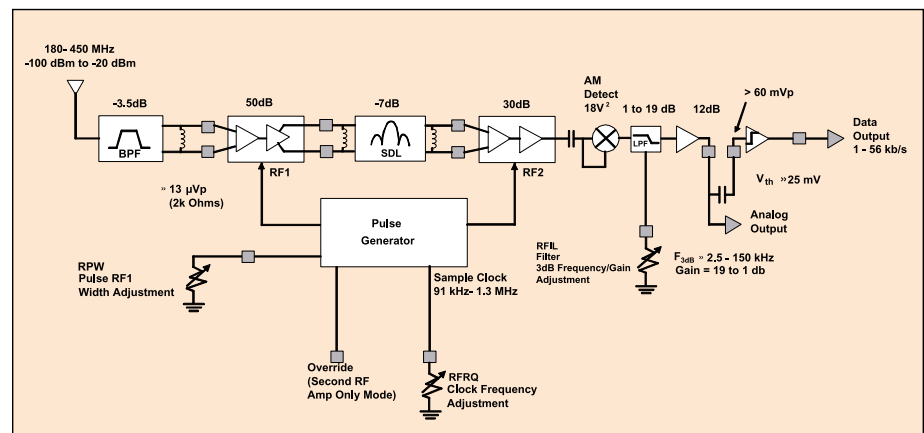 180- 450 MHz
-100 dBm to -20 dBm
-3.5dB
50dB
-7dB
30dB
AM
Detect
18V²
1 to 19 dB
12dB
> 60 mVp
Data
Output
1 - 56 kb/s
BPF
RF1
SDL
RF2
LPF
» 13 µVp
(2k Ohms)
Vth »25 mV
Analog
Output
Pulse
Generator
RPW
Pulse RF1
Width Adjustment
Sample Clock
91 kHz- 1.3 MHz
RFIL
Filter
3dB Frequency/Gain
Adjustment
F3dB » 2.5 - 150 kHz
Gain = 19 to 1 db
Override
(Second RF
Amp Only Mode)
RFRQ
Clock Frequency
Adjustment